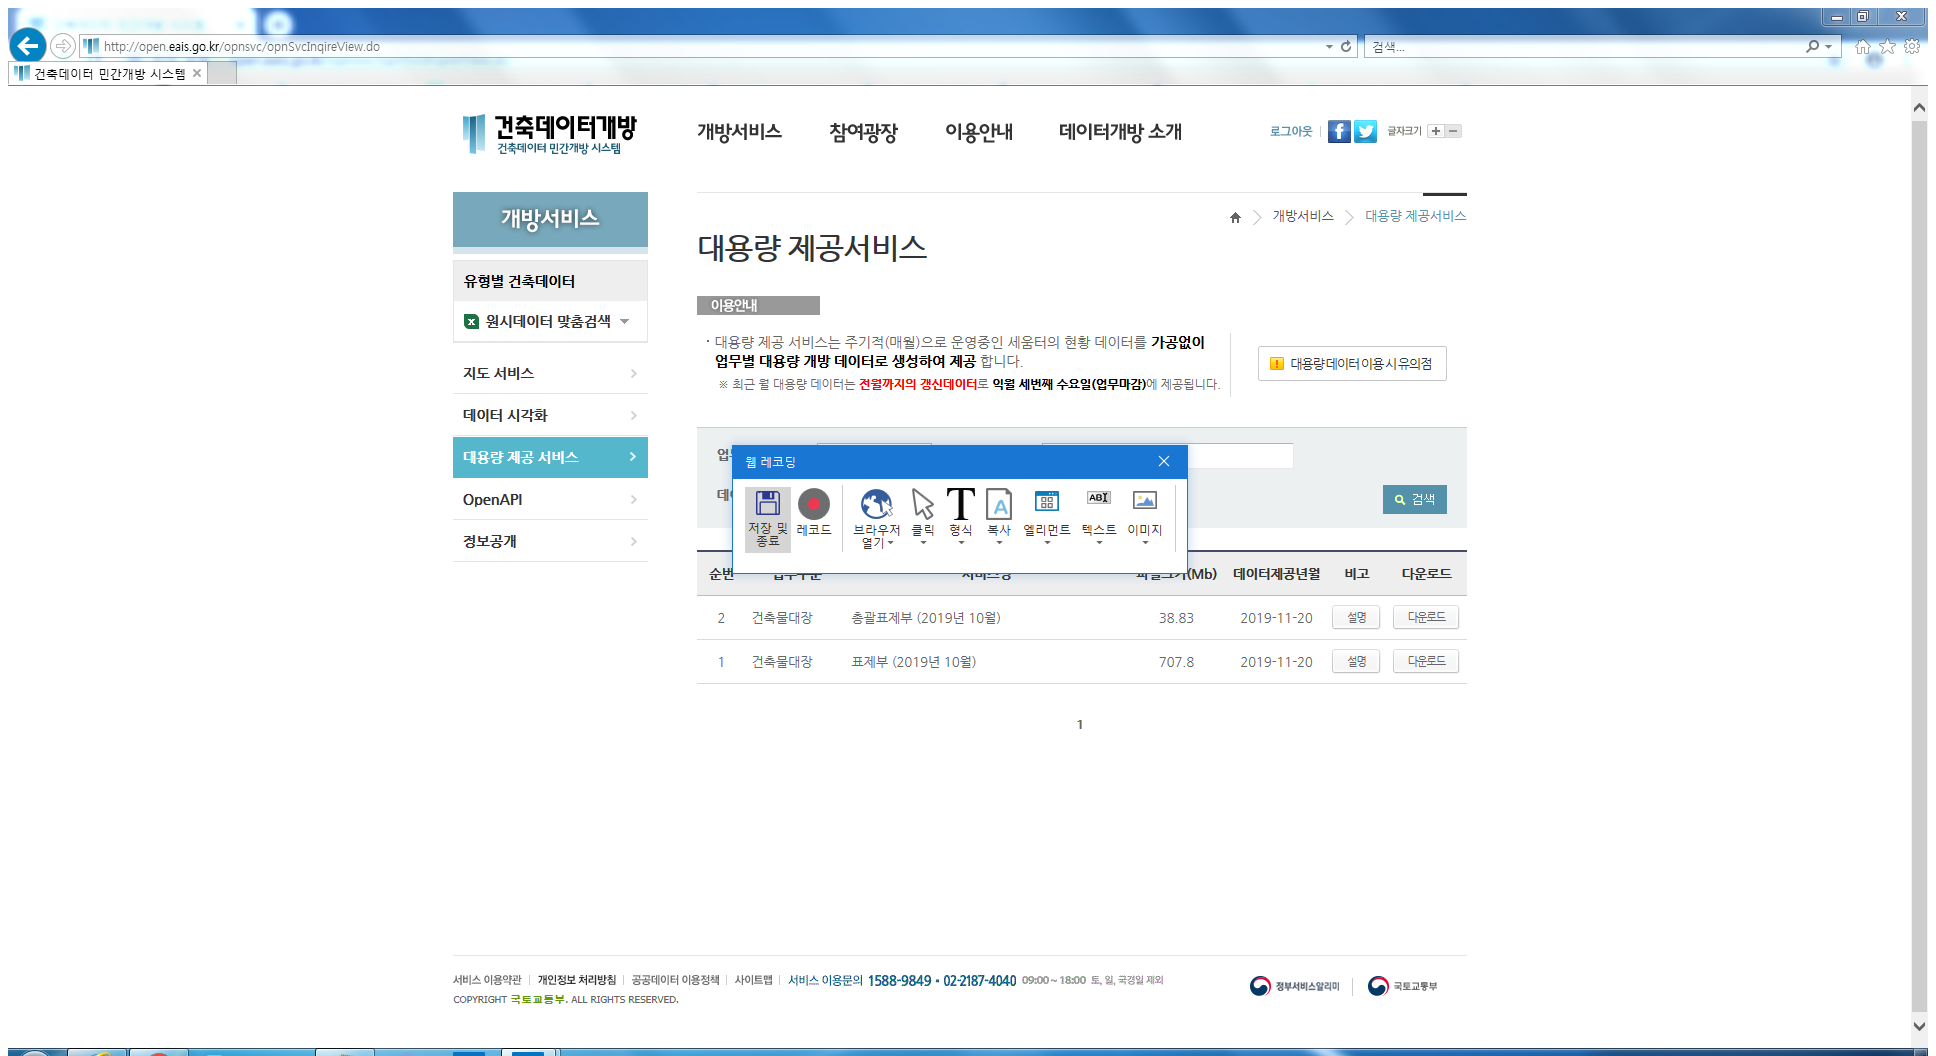 http://open.eais.go.kr/opnsvc/opnSvcInqireView.do
검색...
건축데이터 민간개방 시스템
건축데이터개방
건축데이터 민간개방 시스템
개방서비스 참여광장 이용안내 데이터개방 소개
로그아웃 글자크기
개방서비스
유형별 건축데이터
원시데이터 맞춤검색
지도 서비스
데이터 시각화
대용량 제공 서비스
OpenAPI
정보공개
개방서비스 대용량 제공서비스
대용량 제공서비스
이용안내
· 대용량 제공 서비스는 주기적(매월)으로 운영중인 세움터의 현황 데이터를 가공없이
업무별 대용량 개방 데이터로 생성하여 제공 합니다.
※ 최근 월 대용량 데이터는 전월까지의 갱신데이터로 익월 세번째 수요일(업무마감)에 제공됩니다.
대용량 데이터 이용 시 유의점
검색
웹 레코딩
저장 및 종료
레코드
브라우저 열기
클릭
형식
복사
엘리먼트
텍스트
이미지
순번 업무구분 서비스명 파일크기(Mb) 데이터제공년월 비고 다운로드
2 건축물대장 총괄표제부 (2019년 10월) 38.83 2019-11-20 설명 다운로드
1 건축물대장 표제부 (2019년 10월) 707.8 2019-11-20 설명 다운로드
1
서비스 이용약관 개인정보 처리방침 공공데이터 이용정책 사이트맵 서비스 이용문의 1588-9849 • 02-2187-4040 09:00 ~ 18:00 토, 일, 국경일 제외
COPYRIGHT 국토교통부. ALL RIGHTS RESERVED.
정부서비스알리미
국토교통부